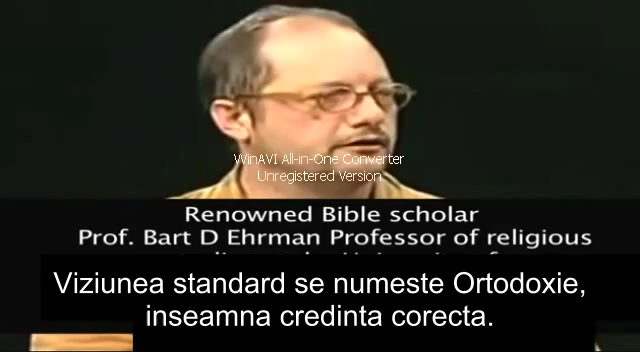 WinAVI All-in-One Converter
Unregistered Version
Renowned Bible scholar
Prof. Bart D Ehrman Professor of religious
Viziunea standard se numeste Ortodoxie,
inseamna credinta corecta.